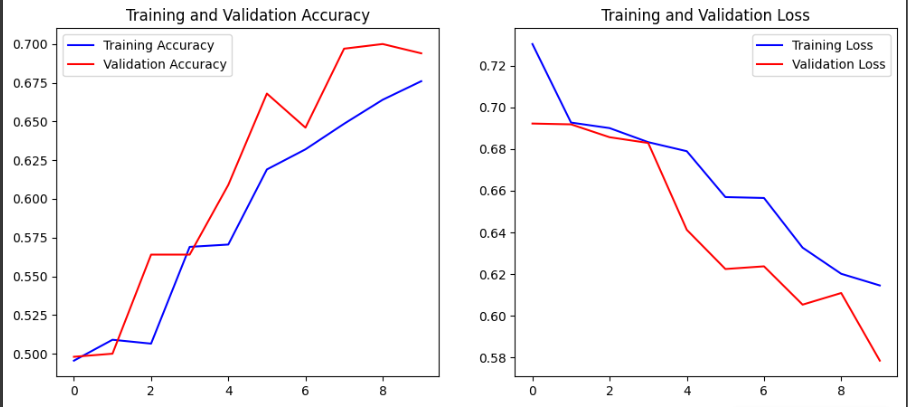 Training and Validation Accuracy
Training Accuracy
Validation Accuracy
0.700
0.675
0.650
0.625
0.600
0.575
0.550
0.525
0.500
0 2 4 6 8
Training and Validation Loss
Training Loss
Validation Loss
0.72
0.70
0.68
0.66
0.64
0.62
0.60
0.58
0 2 4 6 8